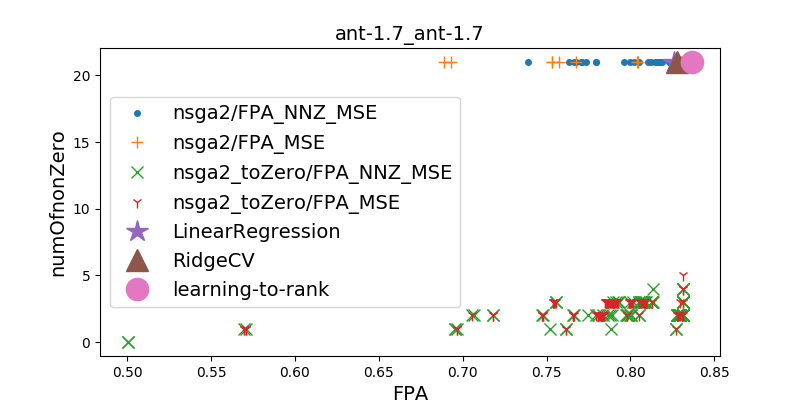 ant-1.7_ant-1.7
numOfnonZero
20
15
10
5
0
nsga2/FPA_NNZ_MSE
nsga2/FPA_MSE
nsga2_toZero/FPA_NNZ_MSE
nsga2_toZero/FPA_MSE
LinearRegression
RidgeCV
learning-to-rank
0.50 0.55 0.60 0.65 0.70 0.75 0.80 0.85
FPA